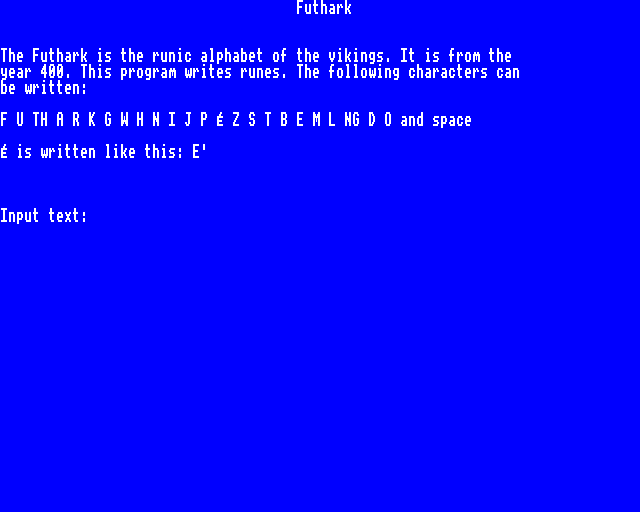 Futhark
The Futhark is the runic alphabet of the vikings. It is from the
year 400. This program writes runes. The following characters can
be written:
F U TH A R K G W H N I J P É Z S T B E M L NG D O and space
É is written like this: E'
Input text: